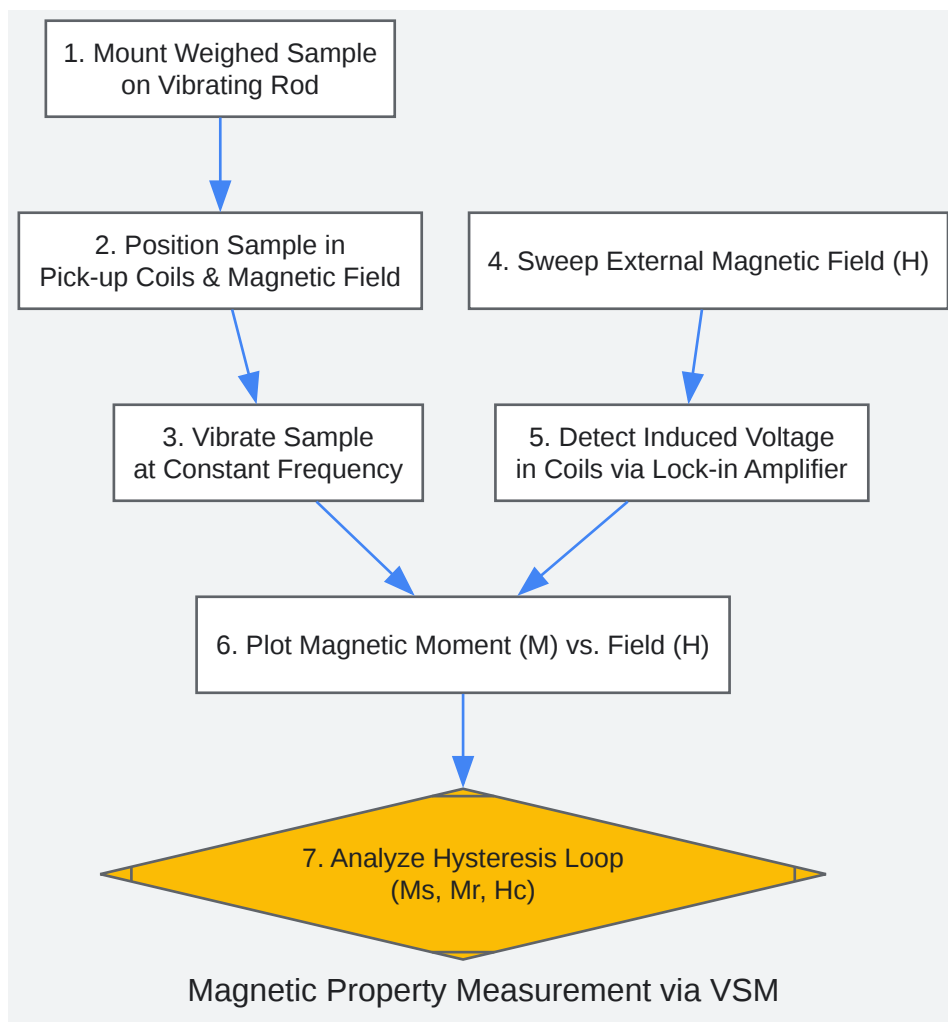 1. Mount Weighed Sample
on Vibrating Rod
2. Position Sample in
Pick-up Coils & Magnetic Field
4. Sweep External Magnetic Field (H)
3. Vibrate Sample
at Constant Frequency
5. Detect Induced Voltage
in Coils via Lock-in Amplifier
6. Plot Magnetic Moment (M) vs. Field (H)
7. Analyze Hysteresis Loop
(Ms, Mr, Hc)
Magnetic Property Measurement via VSM